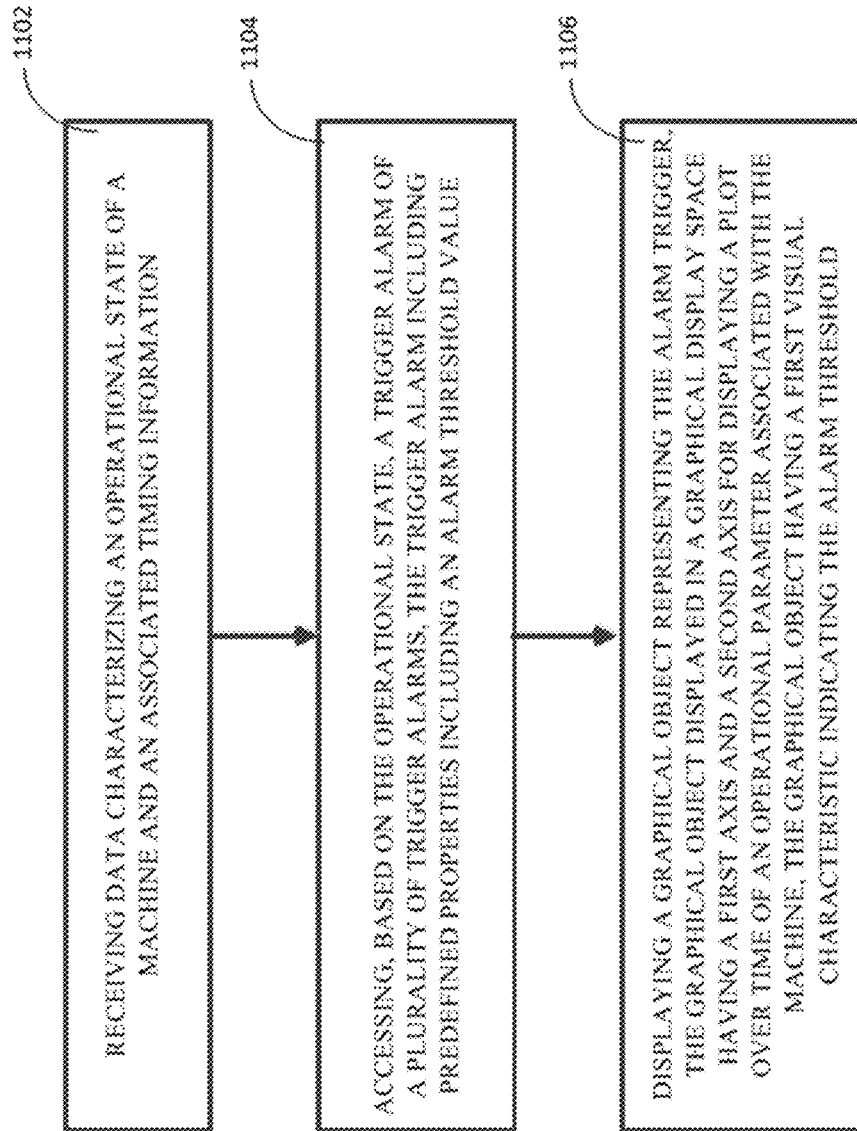 1102
RECEIVING DATA CHARACTERIZING AN OPERATIONAL STATE OF A
MACHINE AND AN ASSOCIATED TIMING INFORMATION
1104
ACCESSING, BASED ON THE OPERATIONAL STATE, A TRIGGER ALARM OF
A PLURALITY OF TRIGGER ALARMS, THE TRIGGER ALARM INCLUDING
PREDEFINED PROPERTIES INCLUDING AN ALARM THRESHOLD VALUE
1106
DISPLAYING A GRAPHICAL OBJECT REPRESENTING THE ALARM TRIGGER,
THE GRAPHICAL OBJECT DISPLAYED IN A GRAPHICAL DISPLAY SPACE
HAVING A FIRST AXIS AND A SECOND AXIS FOR DISPLAYING A PLOT
OVER TIME OF AN OPERATIONAL PARAMETER ASSOCIATED WITH THE
MACHINE, THE GRAPHICAL OBJECT HAVING A FIRST VISUAL
CHARACTERISTIC INDICATING THE ALARM THRESHOLD